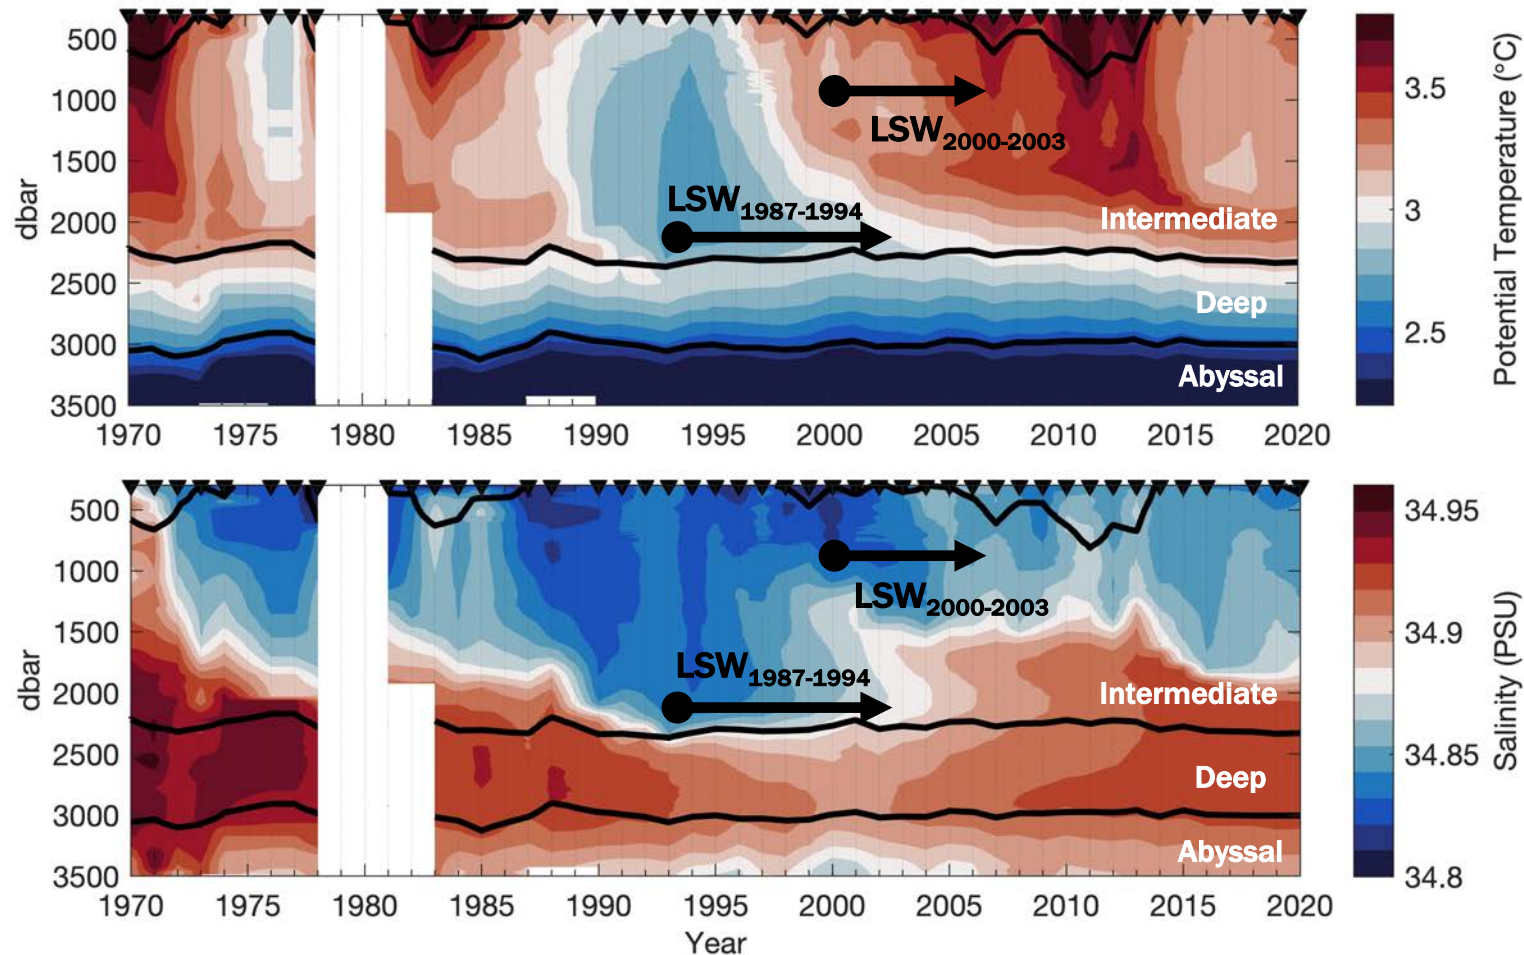 500
1000
1500
2000
2500
3000
3500
dbar
1970 1975 1980 1985 1990 1995 2000 2005 2010 2015 2020
LSW2000-2003
LSW1987-1994
Intermediate
Deep
Abyssal
3.5
3
2.5
Potential Temperature (°C)
500
1000
1500
2000
2500
3000
3500
dbar
1970 1975 1980 1985 1990 1995 2000 2005 2010 2015 2020
Year
LSW2000-2003
LSW1987-1994
Intermediate
Deep
Abyssal
34.95
34.9
34.85
34.8
Salinity (PSU)